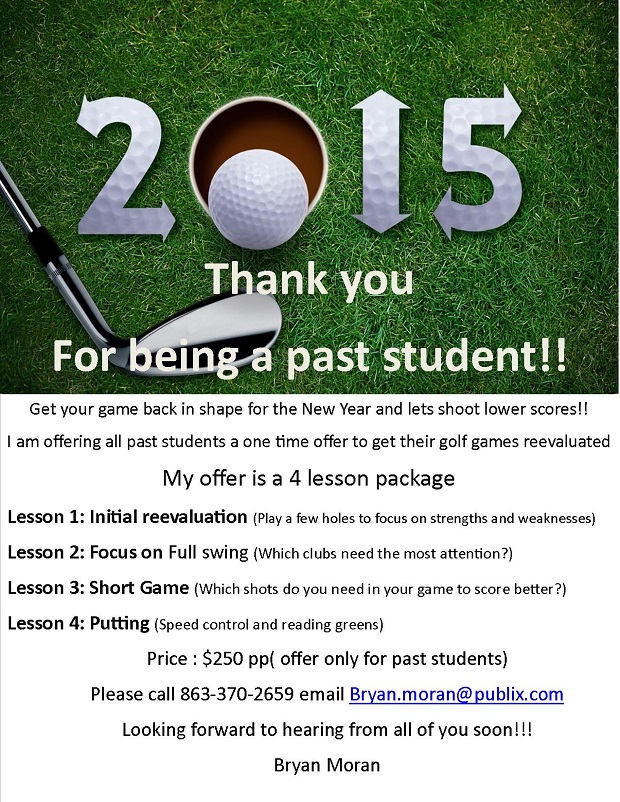 2015
Thank you
For being a past student!!
Get your game back in shape for the New Year and lets shoot lower scores!!
I am offering all past students a one time offer to get their golf games reevaluated
My offer is a 4 lesson package
Lesson 1: Initial reevaluation (Play a few holes to focus on strengths and weaknesses)
Lesson 2: Focus on Full swing (Which clubs need the most attention?)
Lesson 3: Short Game (Which shots do you need in your game to score better?)
Lesson 4: Putting (Speed control and reading greens)
Price : $250 pp( offer only for past students)
Please call 863-370-2659 email Bryan.moran@publix.com
Looking forward to hearing from all of you soon!!!
Bryan Moran